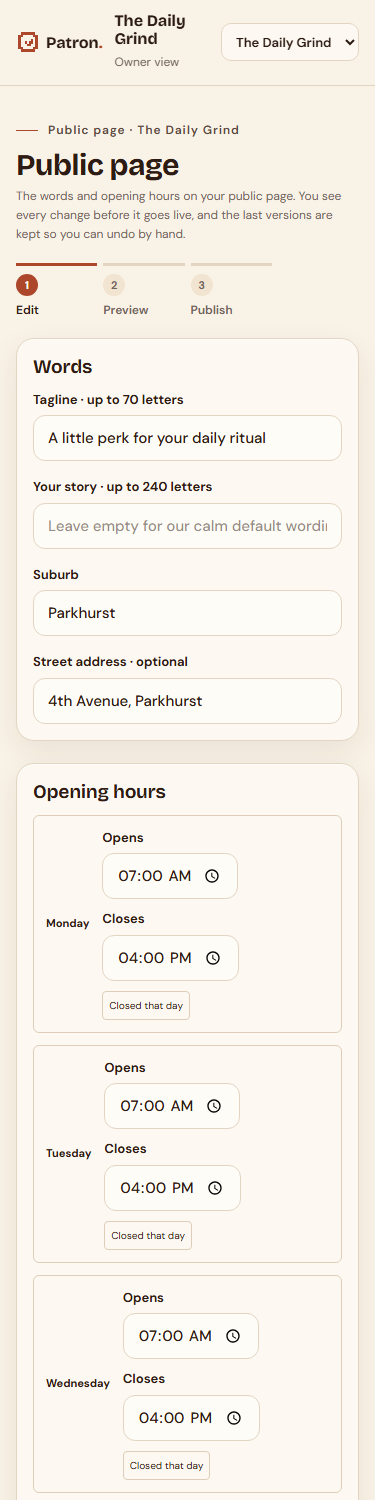 Patron.
The Daily
Grind
Owner view
The Daily Grind
Public page · The Daily Grind
Public page
The words and opening hours on your public page. You see
every change before it goes live, and the last versions are
kept so you can undo by hand.
1
Edit
2
Preview
3
Publish
Words
Tagline · up to 70 letters
A little perk for your daily ritual
Your story · up to 240 letters
Leave empty for our calm default wordin
Suburb
Parkhurst
Street address · optional
4th Avenue, Parkhurst
Opening hours
Monday
Opens
07:00 AM
Closes
04:00 PM
Closed that day
Tuesday
Opens
07:00 AM
Closes
04:00 PM
Closed that day
Wednesday
Opens
07:00 AM
Closes
04:00 PM
Closed that day